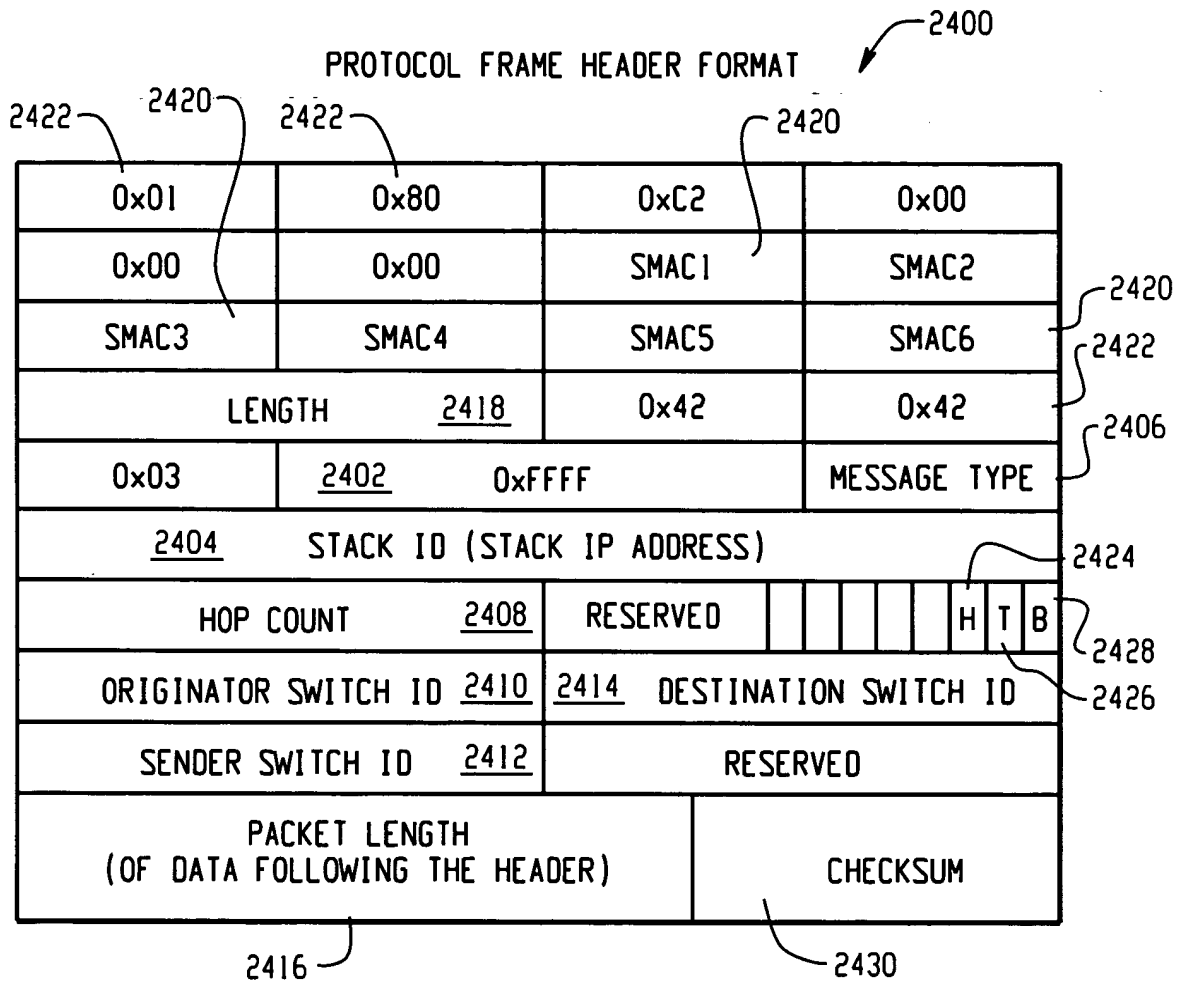 2400
PROTOCOL FRAME HEADER FORMAT
2422 2420 2422 2420
0x01 0x80 0xC2 0x00
0x00 0x00 SMAC1 SMAC2
SMAC3 SMAC4 SMAC5 SMAC6 2420
LENGTH 2418 0x42 0x42 2422
0x03 2402 0xFFFF MESSAGE TYPE 2406
2404 STACK ID (STACK IP ADDRESS)
HOP COUNT 2408 RESERVED H T B 2424
2428
ORIGINATOR SWITCH ID 2410 2414 DESTINATION SWITCH ID 2426
SENDER SWITCH ID 2412 RESERVED
PACKET LENGTH
(OF DATA FOLLOWING THE HEADER) CHECKSUM
2416 2430